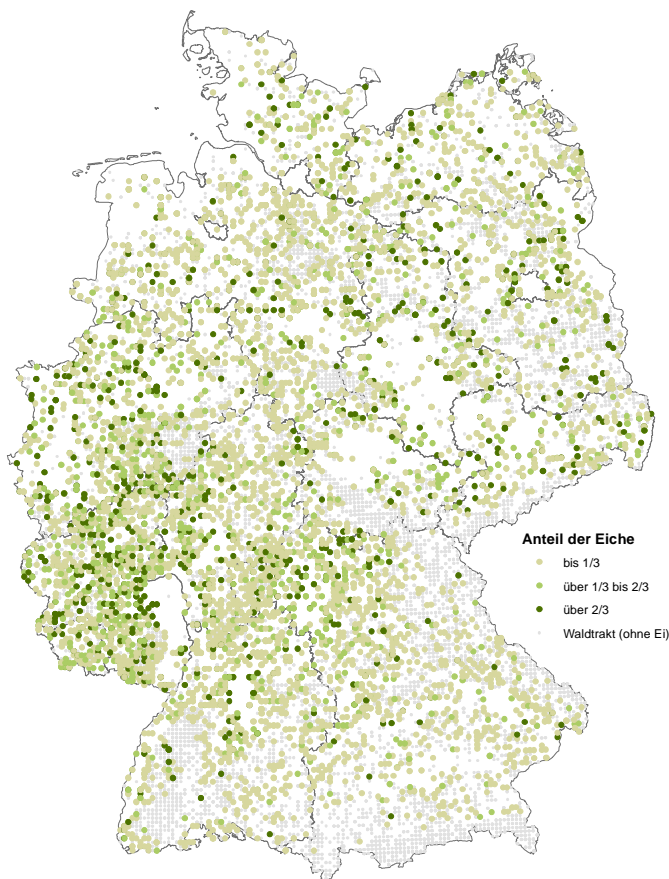 Anteil der Eiche
bis 1/3
über 1/3 bis 2/3
über 2/3
Waldtrakt (ohne Ei)